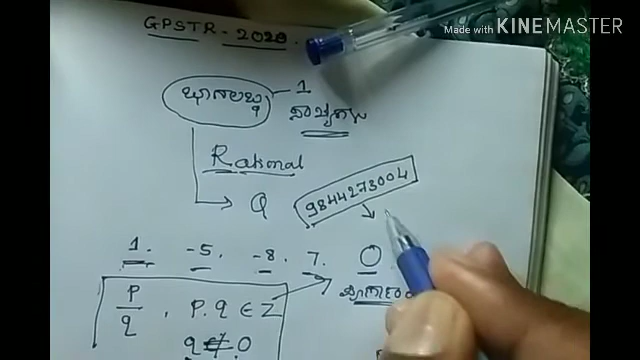 Made with KINEMASTER
GPSTR - 2020.
ಭಾಗಲಬ್ಧ - 1
Rational
Q
9844273004
1. -5. -8. 7. 0
p/q , P.q ∈ Z
q ≠ 0